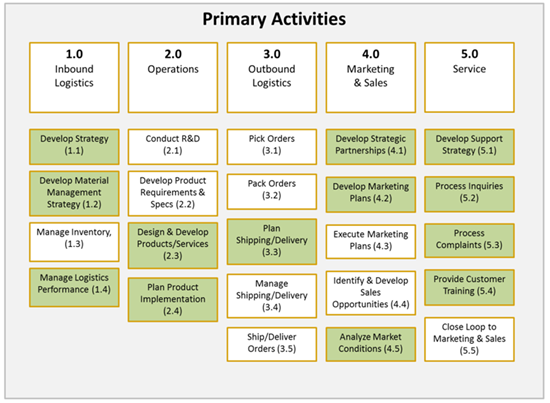 Primary Activities
1.0
Inbound
Logistics
2.0
Operations
3.0
Outbound
Logistics
4.0
Marketing
& Sales
5.0
Service
Develop Strategy
(1.1)
Conduct R&D
(2.1)
Pick Orders
(3.1)
Develop Strategic
Partnerships (4.1)
Develop Support
Strategy (5.1)
Develop Material
Management
Strategy (1.2)
Develop Product
Requirements &
Specs (2.2)
Pack Orders
(3.2)
Develop Marketing
Plans (4.2)
Process Inquiries
(5.2)
Manage Inventory,
(1.3)
Design & Develop
Products/Services
(2.3)
Plan
Shipping/Delivery
(3.3)
Execute Marketing
Plans (4.3)
Process
Complaints (5.3)
Manage Logistics
Performance (1.4)
Plan Product
Implementation
(2.4)
Manage
Shipping/Delivery
(3.4)
Identify & Develop
Sales
Opportunities (4.4)
Provide Customer
Training (5.4)
Ship/Deliver
Orders (3.5)
Analyze Market
Conditions (4.5)
Close Loop to
Marketing & Sales
(5.5)